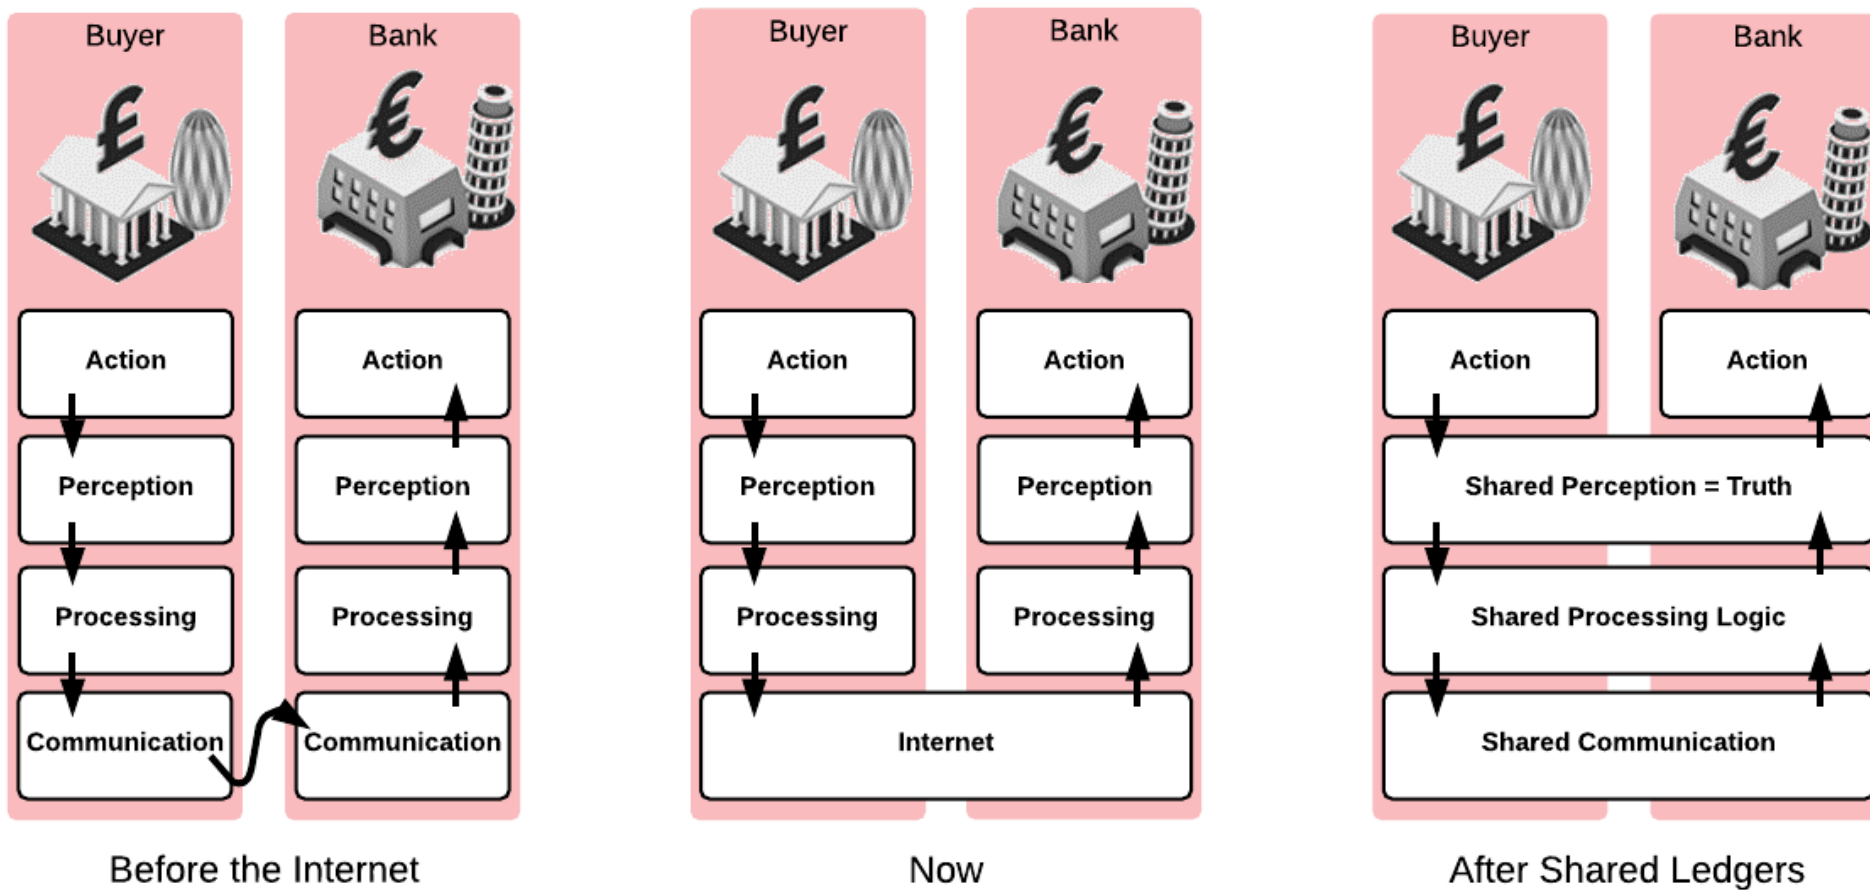 Buyer
Bank
£
€
Action
Action
Perception
Perception
Processing
Processing
Communication
Communication
Before the Internet
Buyer
Bank
£
€
Action
Action
Perception
Perception
Processing
Processing
Internet
Now
Buyer
Bank
£
€
Action
Action
Shared Perception = Truth
Shared Processing Logic
Shared Communication
After Shared Ledgers